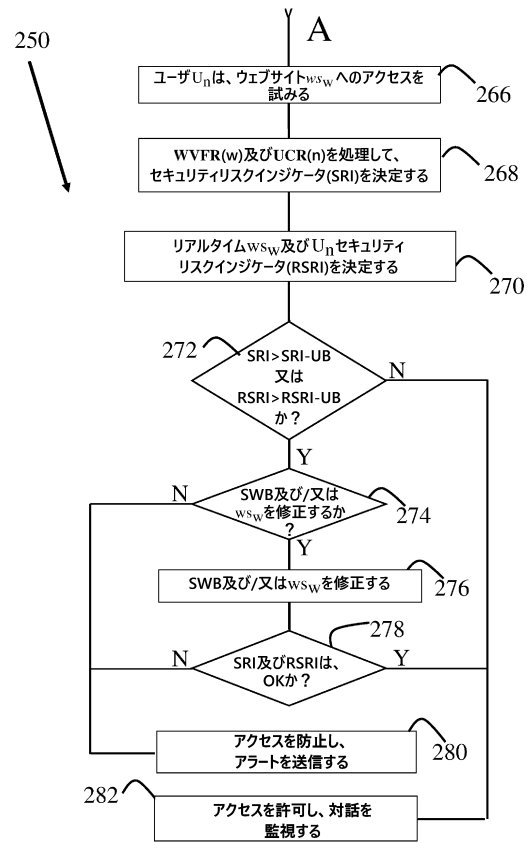 A
250
ユーザUnは、ウェブサイトwswへのアクセスを
試みる
266
WVFR(w)及びUCR(n)を処理して、
セキュリティリスクインジケータ(SRI)を決定する
268
リアルタイムwsw及びUnセキュリティ
リスクインジケータ(RSRI)を決定する
270
272
SRI>SRI-UB
又は
RSRI>RSRI-UB
か?
N
Y
SWB及び/又は
wswを修正するか
?
274
N
Y
SWB及び/又はwswを修正する
276
278
SRI及びRSRIは、
OKか?
N
Y
アクセスを防止し、
アラートを送信する
280
282
アクセスを許可し、対話を
監視する